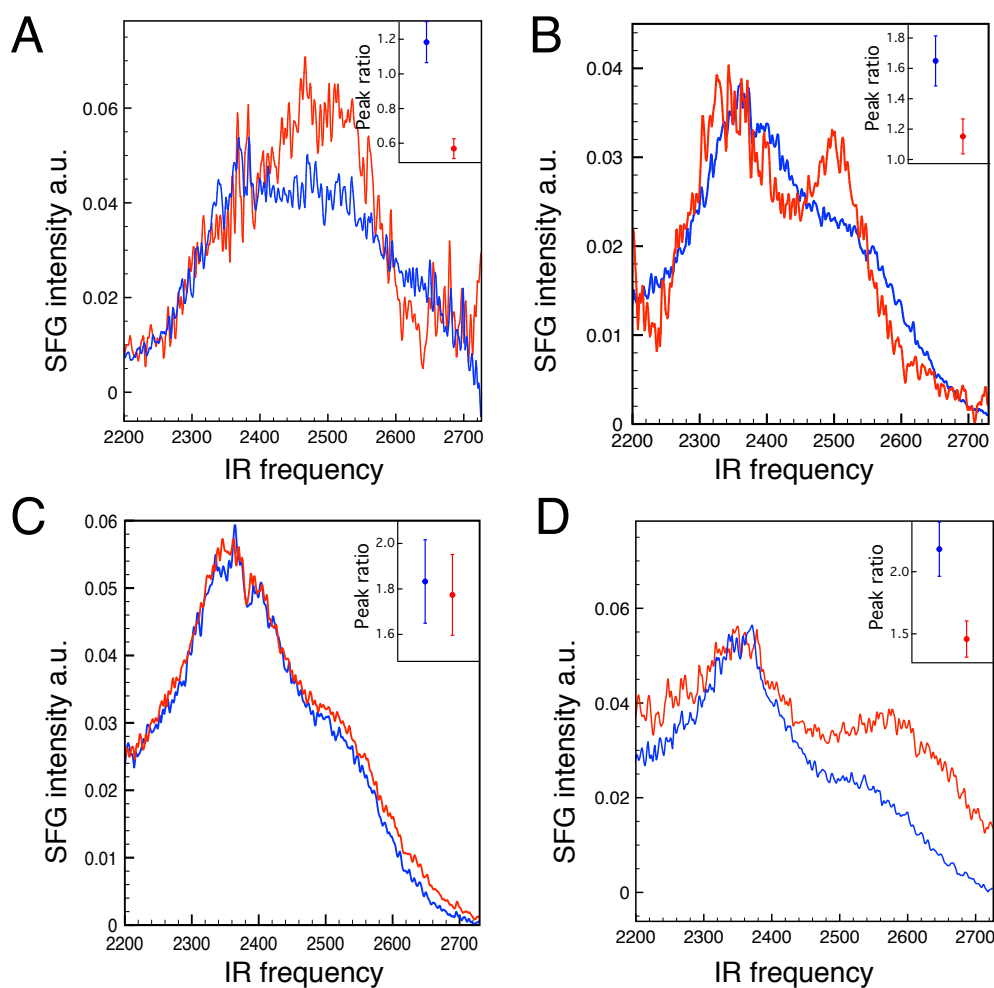 A
SFG intensity a.u.
0.06
0.04
0.02
0
2200 2300 2400 2500 2600 2700
IR frequency
Peak ratio
1.2
1.0
0.8
0.6
B
SFG intensity a.u.
0.04
0.03
0.02
0.01
0
2200 2300 2400 2500 2600 2700
IR frequency
Peak ratio
1.8
1.6
1.4
1.2
1.0
C
SFG intensity a.u.
0.06
0.05
0.04
0.03
0.02
0.01
0
2200 2300 2400 2500 2600 2700
IR frequency
Peak ratio
2.0
1.8
1.6
D
SFG intensity a.u.
0.06
0.04
0.02
0
2200 2300 2400 2500 2600 2700
IR frequency
Peak ratio
2.0
1.5